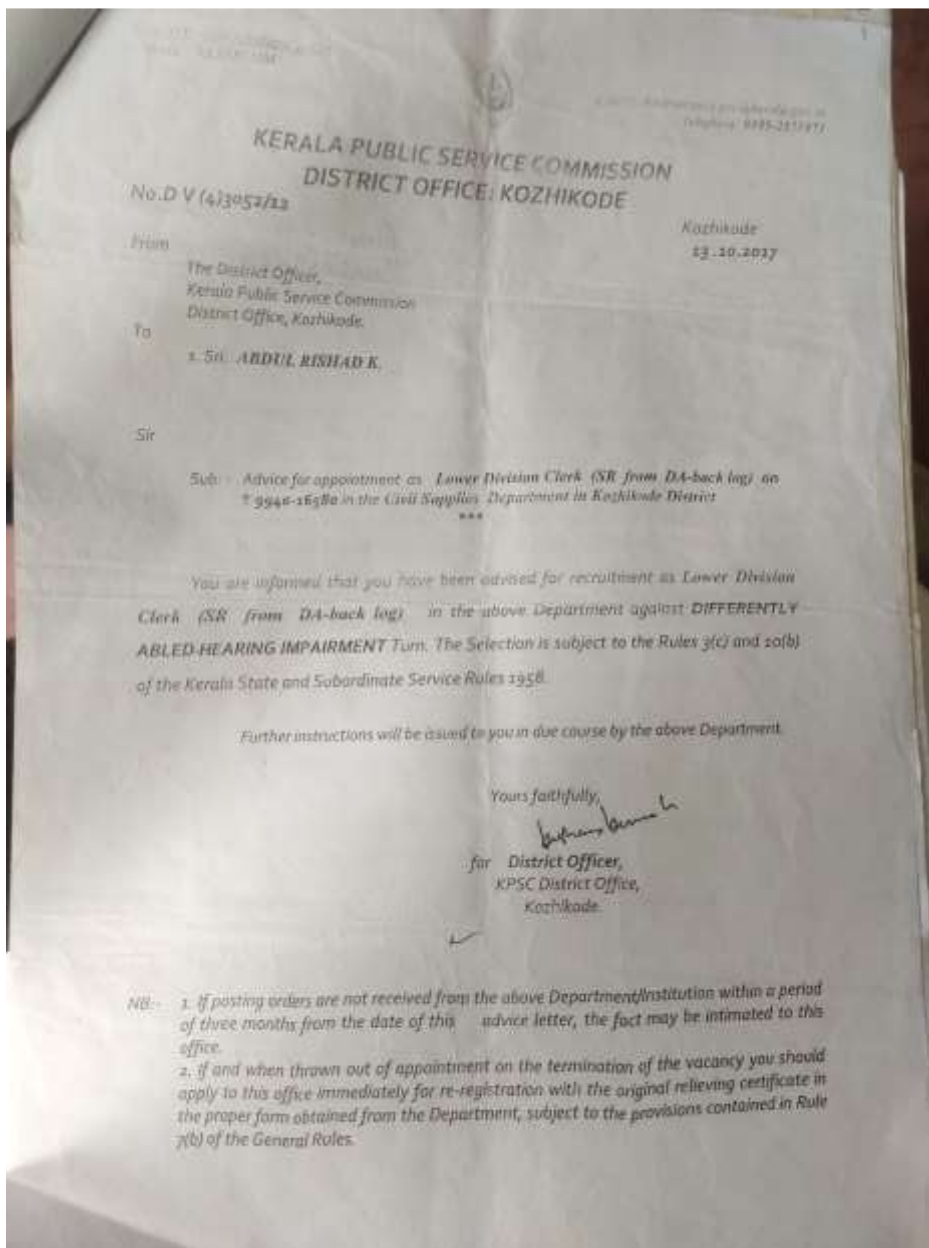 KERALA PUBLIC SERVICE COMMISSION
DISTRICT OFFICE: KOZHIKODE
No.D V (4)3052/12
Kozhikode
13.10.2017
From
The District Officer,
Kerala Public Service Commission
District Office, Kozhikode.
To
1. Sri. ABDUL RISHAD K.
Sir
Sub: - Advice for appointment as Lower Division Clerk (SR from DA-back log) on
₹ 9940-16580 in the Civil Supplies Department in Kozhikode District
***
You are informed that you have been advised for recruitment as Lower Division
Clerk (SR from DA-back log) in the above Department against DIFFERENTLY
ABLED-HEARING IMPAIRMENT Turn. The Selection is subject to the Rules 3(c) and 10(b)
of the Kerala State and Subordinate Service Rules 1958.
Further instructions will be issued to you in due course by the above Department.
Yours faithfully,
for District Officer,
KPSC District Office,
Kozhikode.
NB:- 1. If posting orders are not received from the above Department/Institution within a period
of three months from the date of this advice letter, the fact may be intimated to this
office.
2. if and when thrown out of appointment on the termination of the vacancy you should
apply to this office immediately for re-registration with the original relieving certificate in
the proper form obtained from the Department, subject to the provisions contained in Rule
7(b) of the General Rules.